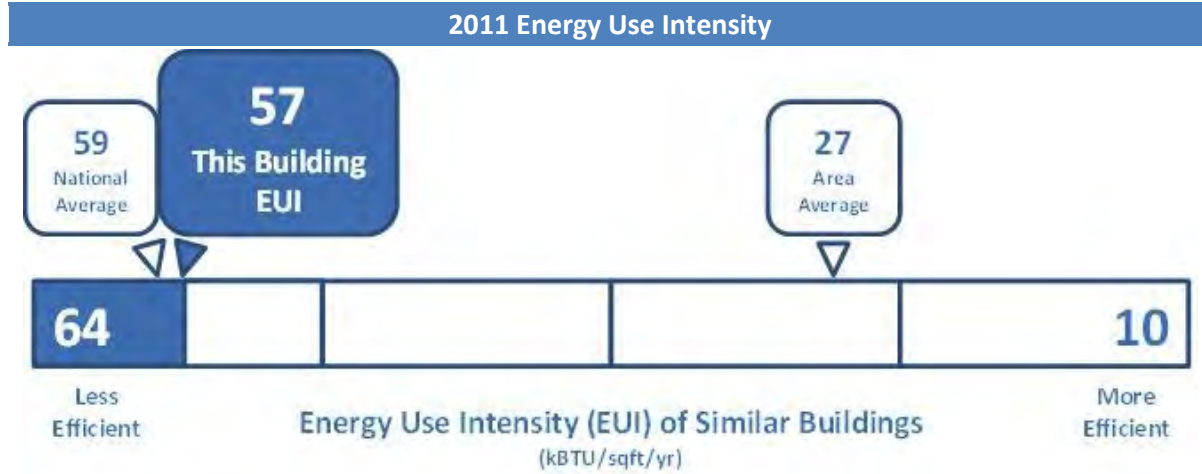 2011 Energy Use Intensity
59
National
Average
57
This Building
EUI
27
Area
Average
64
10
Less
Efficient
Energy Use Intensity (EUI) of Similar Buildings
(kBTU/sqft/yr)
More
Efficient